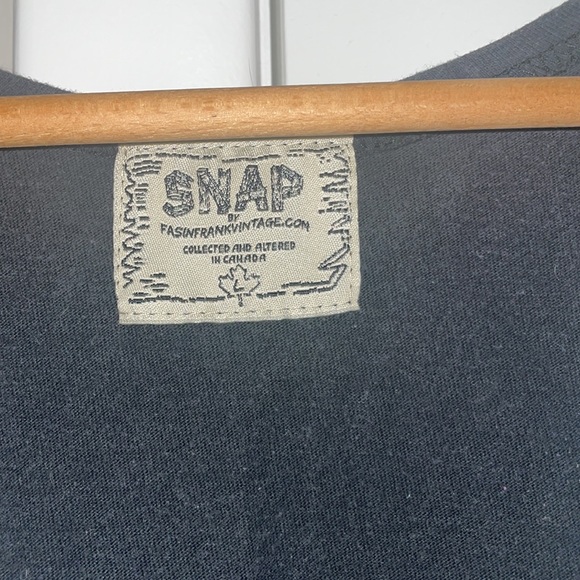 SNAP
BY
FASINFRANKVINTAGE.COM
COLLECTED AND ALTERED
IN CANADA
L